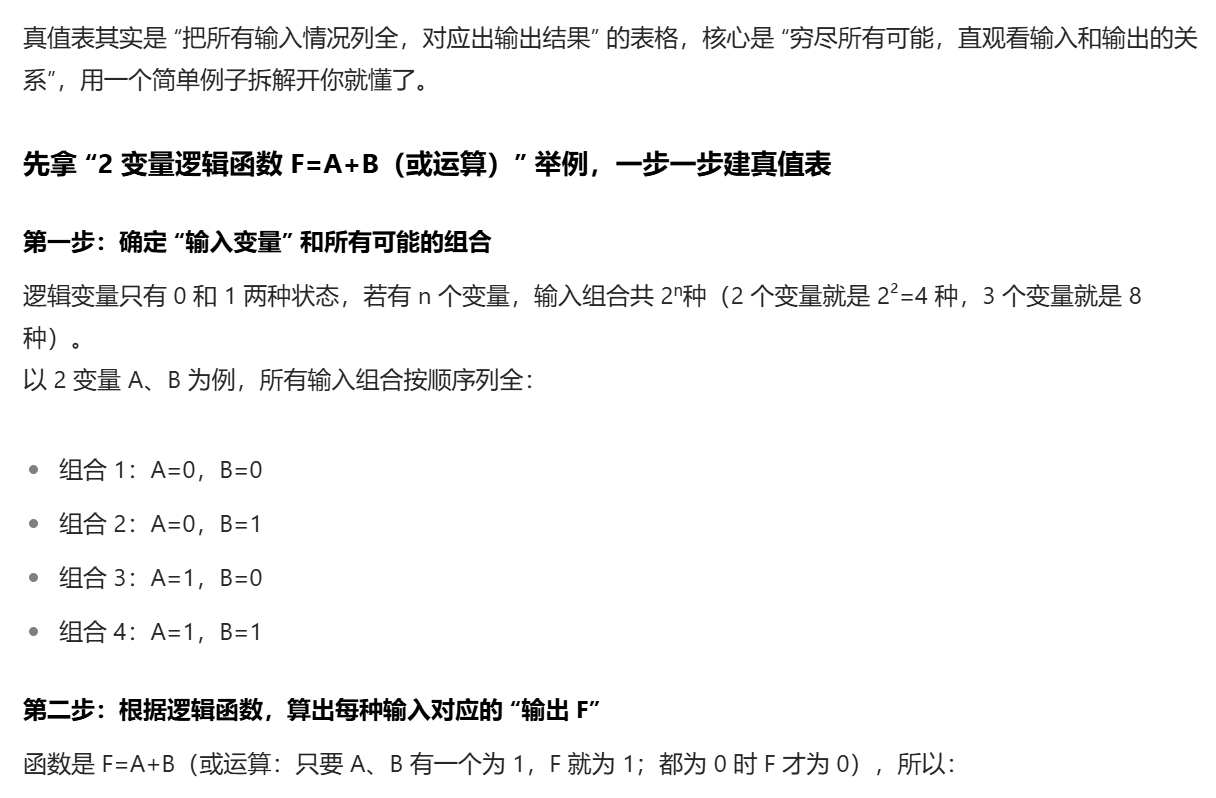 真值表其实是 “把所有输入情况列全，对应出输出结果” 的表格，核心是 “穷尽所有可能，直观看输入和输出的关
系”，用一个简单例子拆解开你就懂了。
先拿 “2 变量逻辑函数 F=A+B（或运算）” 举例，一步一步建真值表
第一步：确定 “输入变量” 和所有可能的组合
逻辑变量只有 0 和 1 两种状态，若有 n 个变量，输入组合共 2ⁿ种（2 个变量就是 2²=4 种，3 个变量就是 8
种）。
以 2 变量 A、B 为例，所有输入组合按顺序列全：
• 组合 1：A=0，B=0
• 组合 2：A=0，B=1
• 组合 3：A=1，B=0
• 组合 4：A=1，B=1
第二步：根据逻辑函数，算出每种输入对应的 “输出 F”
函数是 F=A+B（或运算：只要 A、B 有一个为 1，F 就为 1；都为 0 时 F 才为 0），所以：